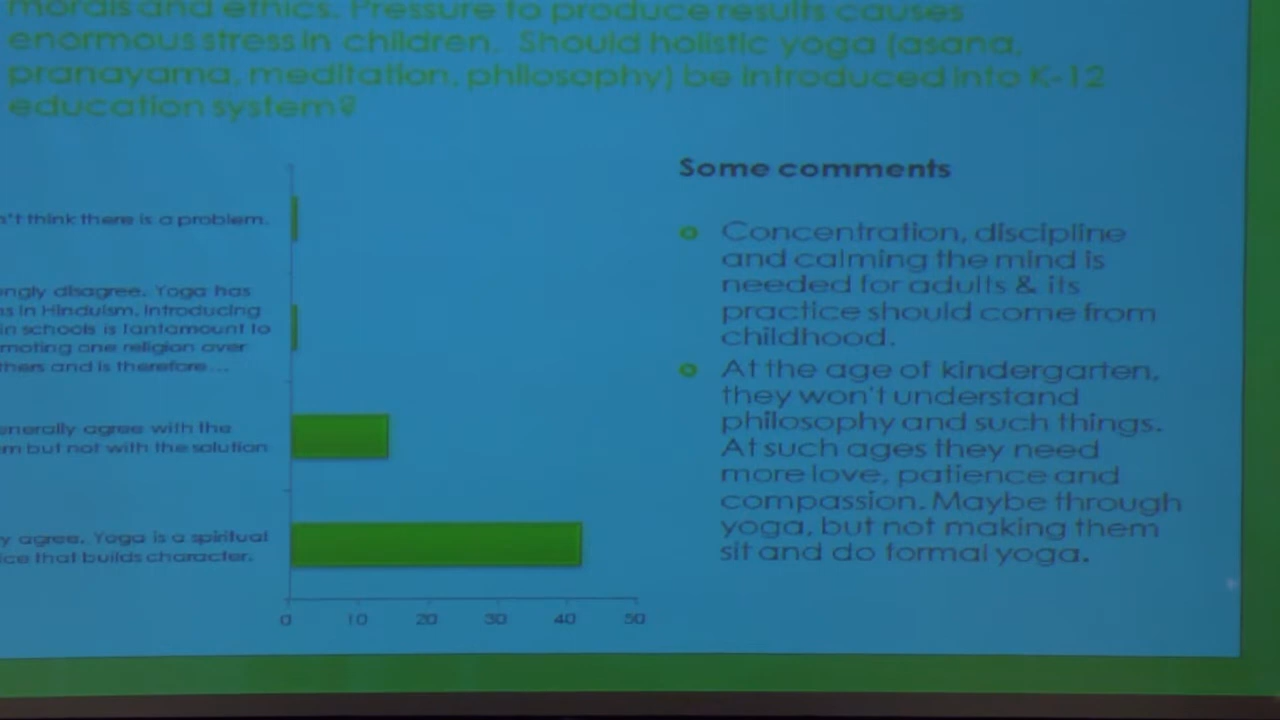 morals and ethics. Pressure to produce results causes
enormous stress in children. Should holistic yoga (asana,
pranayama, meditation, philosophy) be introduced into K-12
education system?
Some comments
n't think there is a problem.
ongly disagree. Yoga has
ns in Hinduism. Introducing
in schools is tantamount to
moting one religion over
thers and is therefore...
enerally agree with the
em but not with the solution
y agree. Yoga is a spiritual
ice that builds character.
0 10 20 30 40 50
Concentration, discipline
and calming the mind is
needed for adults & its
practice should come from
childhood.
At the age of kindergarten,
they won't understand
philosophy and such things.
At such ages they need
more love, patience and
compassion. Maybe through
yoga, but not making them
sit and do formal yoga.